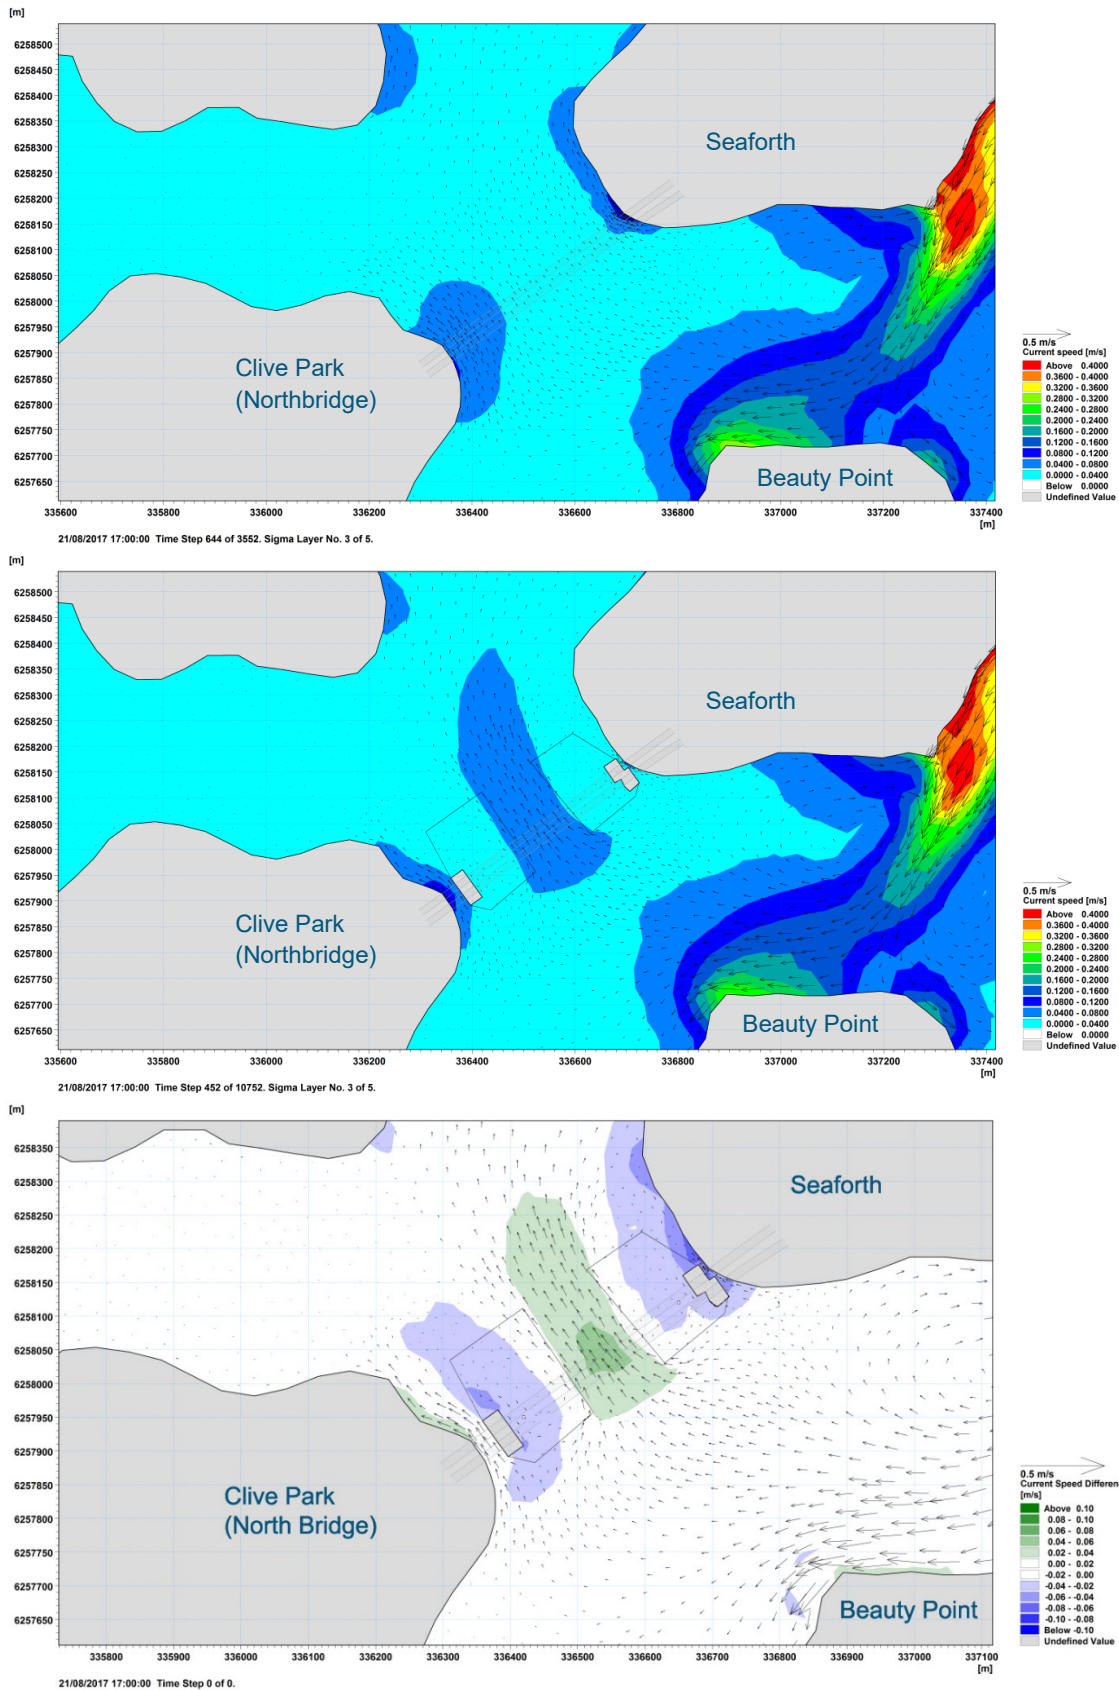 [m]
6258500
6258450
6258400
6258350
6258300
6258250
6258200
6258150
6258100
6258050
6258000
6257950
6257900
6257850
6257800
6257750
6257700
6257650
Seaforth
Clive Park
(Northbridge)
Beauty Point
335600 335800 336000 336200 336400 336600 336800 337000 337200 337400
[m]
0.5 m/s
Current speed [m/s]
Above 0.4000
0.3600 - 0.4000
0.3200 - 0.3600
0.2800 - 0.3200
0.2400 - 0.2800
0.2000 - 0.2400
0.1600 - 0.2000
0.1200 - 0.1600
0.0800 - 0.1200
0.0400 - 0.0800
0.0000 - 0.0400
Below 0.0000
Undefined Value
21/08/2017 17:00:00 Time Step 644 of 3552. Sigma Layer No. 3 of 5.
[m]
6258500
6258450
6258400
6258350
6258300
6258250
6258200
6258150
6258100
6258050
6258000
6257950
6257900
6257850
6257800
6257750
6257700
6257650
Seaforth
Clive Park
(Northbridge)
Beauty Point
335600 335800 336000 336200 336400 336600 336800 337000 337200 337400
[m]
0.5 m/s
Current speed [m/s]
Above 0.4000
0.3600 - 0.4000
0.3200 - 0.3600
0.2800 - 0.3200
0.2400 - 0.2800
0.2000 - 0.2400
0.1600 - 0.2000
0.1200 - 0.1600
0.0800 - 0.1200
0.0400 - 0.0800
0.0000 - 0.0400
Below 0.0000
Undefined Value
21/08/2017 17:00:00 Time Step 452 of 10752. Sigma Layer No. 3 of 5.
[m]
6258350
6258300
6258250
6258200
6258150
6258100
6258050
6258000
6257950
6257900
6257850
6257800
6257750
6257700
6257650
Seaforth
Clive Park
(North Bridge)
Beauty Point
335800 335900 336000 336100 336200 336300 336400 336500 336600 336700 336800 336900 337000 337100
[m]
0.5 m/s
Current Speed Differen
[m/s]
Above 0.10
0.08 - 0.10
0.06 - 0.08
0.04 - 0.06
0.02 - 0.04
0.00 - 0.02
-0.02 - 0.00
-0.04 - -0.02
-0.06 - -0.04
-0.08 - -0.06
-0.10 - -0.08
Below -0.10
Undefined Value
21/08/2017 17:00:00 Time Step 0 of 0.